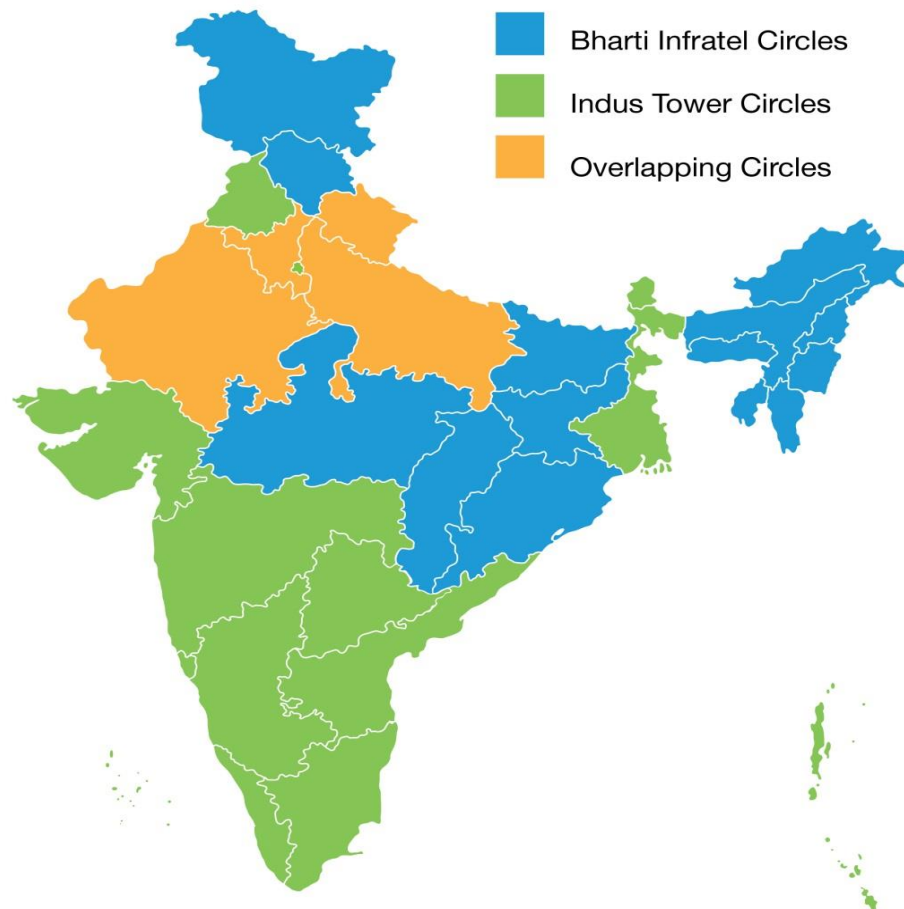 Bharti Infratel Circles
Indus Tower Circles
Overlapping Circles